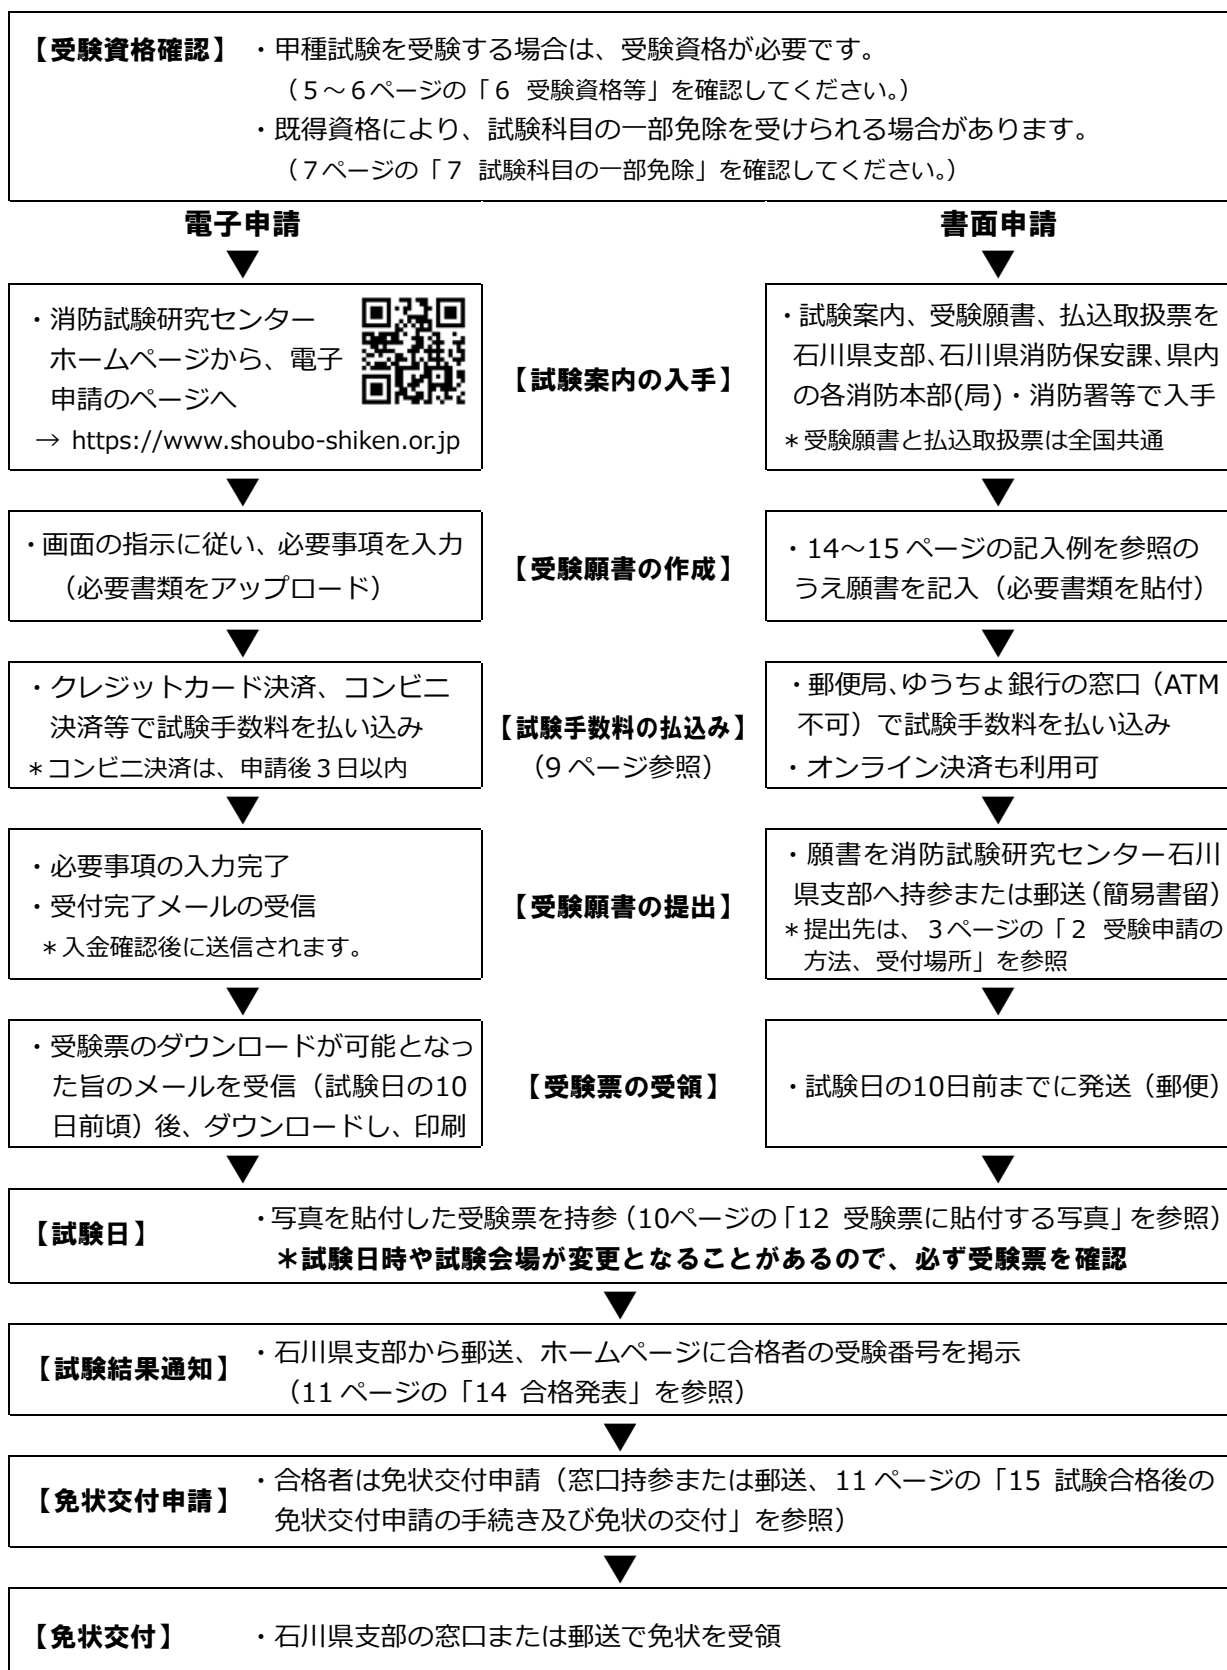 【受験資格確認】 ・甲種試験を受験する場合は、受験資格が必要です。
（５～６ページの「６ 受験資格等」を確認してください。）
・既得資格により、試験科目の一部免除を受けられる場合があります。
（７ページの「７ 試験科目の一部免除」を確認してください。）
電子申請
書面申請
▼
▼
・消防試験研究センター
ホームページから、電子
申請のページへ
→ https://www.shoubo-shiken.or.jp
【試験案内の入手】
・試験案内、受験願書、払込取扱票を
石川県支部、石川県消防保安課、県内
の各消防本部(局)・消防署等で入手
＊受験願書と払込取扱票は全国共通
▼
▼
・画面の指示に従い、必要事項を入力
（必要書類をアップロード）
【受験願書の作成】
・14～15 ページの記入例を参照の
うえ願書を記入（必要書類を貼付）
▼
▼
・クレジットカード決済、コンビニ
決済等で試験手数料を払い込み
＊コンビニ決済は、申請後３日以内
【試験手数料の払込み】
（9 ページ参照）
・郵便局、ゆうちょ銀行の窓口（ATM
不可）で試験手数料を払い込み
・オンライン決済も利用可
▼
▼
・必要事項の入力完了
・受付完了メールの受信
＊入金確認後に送信されます。
【受験願書の提出】
・願書を消防試験研究センター石川
県支部へ持参または郵送（簡易書留）
＊提出先は、３ページの「２ 受験申請の
方法、受付場所」を参照
▼
▼
・受験票のダウンロードが可能となっ
た旨のメールを受信（試験日の10
日前頃）後、ダウンロードし、印刷
【受験票の受領】
・試験日の10日前までに発送（郵便）
▼
▼
【試験日】 ・写真を貼付した受験票を持参（10ページの「12 受験票に貼付する写真」を参照）
＊試験日時や試験会場が変更となることがあるので、必ず受験票を確認
▼
【試験結果通知】 ・石川県支部から郵送、ホームページに合格者の受験番号を掲示
（11 ページの「14 合格発表」を参照）
▼
【免状交付申請】 ・合格者は免状交付申請（窓口持参または郵送、11 ページの「15 試験合格後の
免状交付申請の手続き及び免状の交付」を参照）
▼
【免状交付】 ・石川県支部の窓口または郵送で免状を受領